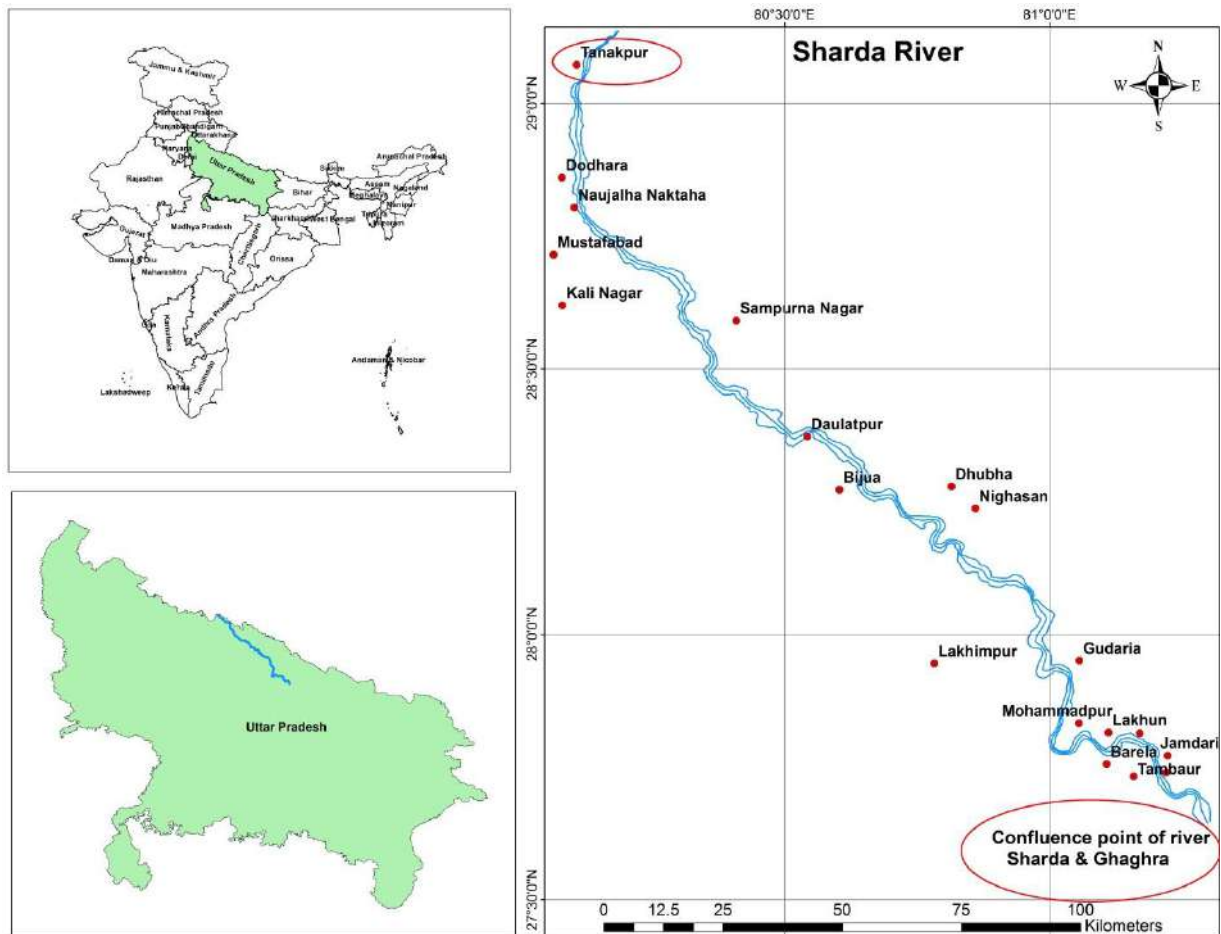 Jammu & Kashmir
Himachal Pradesh
Punjab
Chandigarh
Uttarakhand
Haryana
Delhi
Uttar Pradesh
Rajasthan
Bihar
Sikkim
Arunachal Pradesh
Assam
Nagaland
Meghalaya
Manipur
Tripura
Mizoram
Jharkhand
West Bengal
Gujarat
Madhya Pradesh
Chhattisgarh
Orissa
Daman & Diu
Maharashtra
Andhra Pradesh
Goa
Karnataka
Andaman & Nicobar
Lakshadweep
Kerala
Tamilnadu
Uttar Pradesh
80°30'0"E
81°0'0"E
Sharda River
N
W
E
S
Tanakpur
29°0'0"N
Dodhara
Naujalha Naktaha
Mustafabad
Kali Nagar
Sampurna Nagar
28°30'0"N
Daulatpur
Bijua
Dhubha
Nighasan
28°0'0"N
Lakhimpur
Gudaria
Mohammadpur
Lakhun
Barela
Jamdari
Tambaur
Confluence point of river
Sharda & Ghaghra
27°30'0"N
0 12.5 25 50 75 100
Kilometers